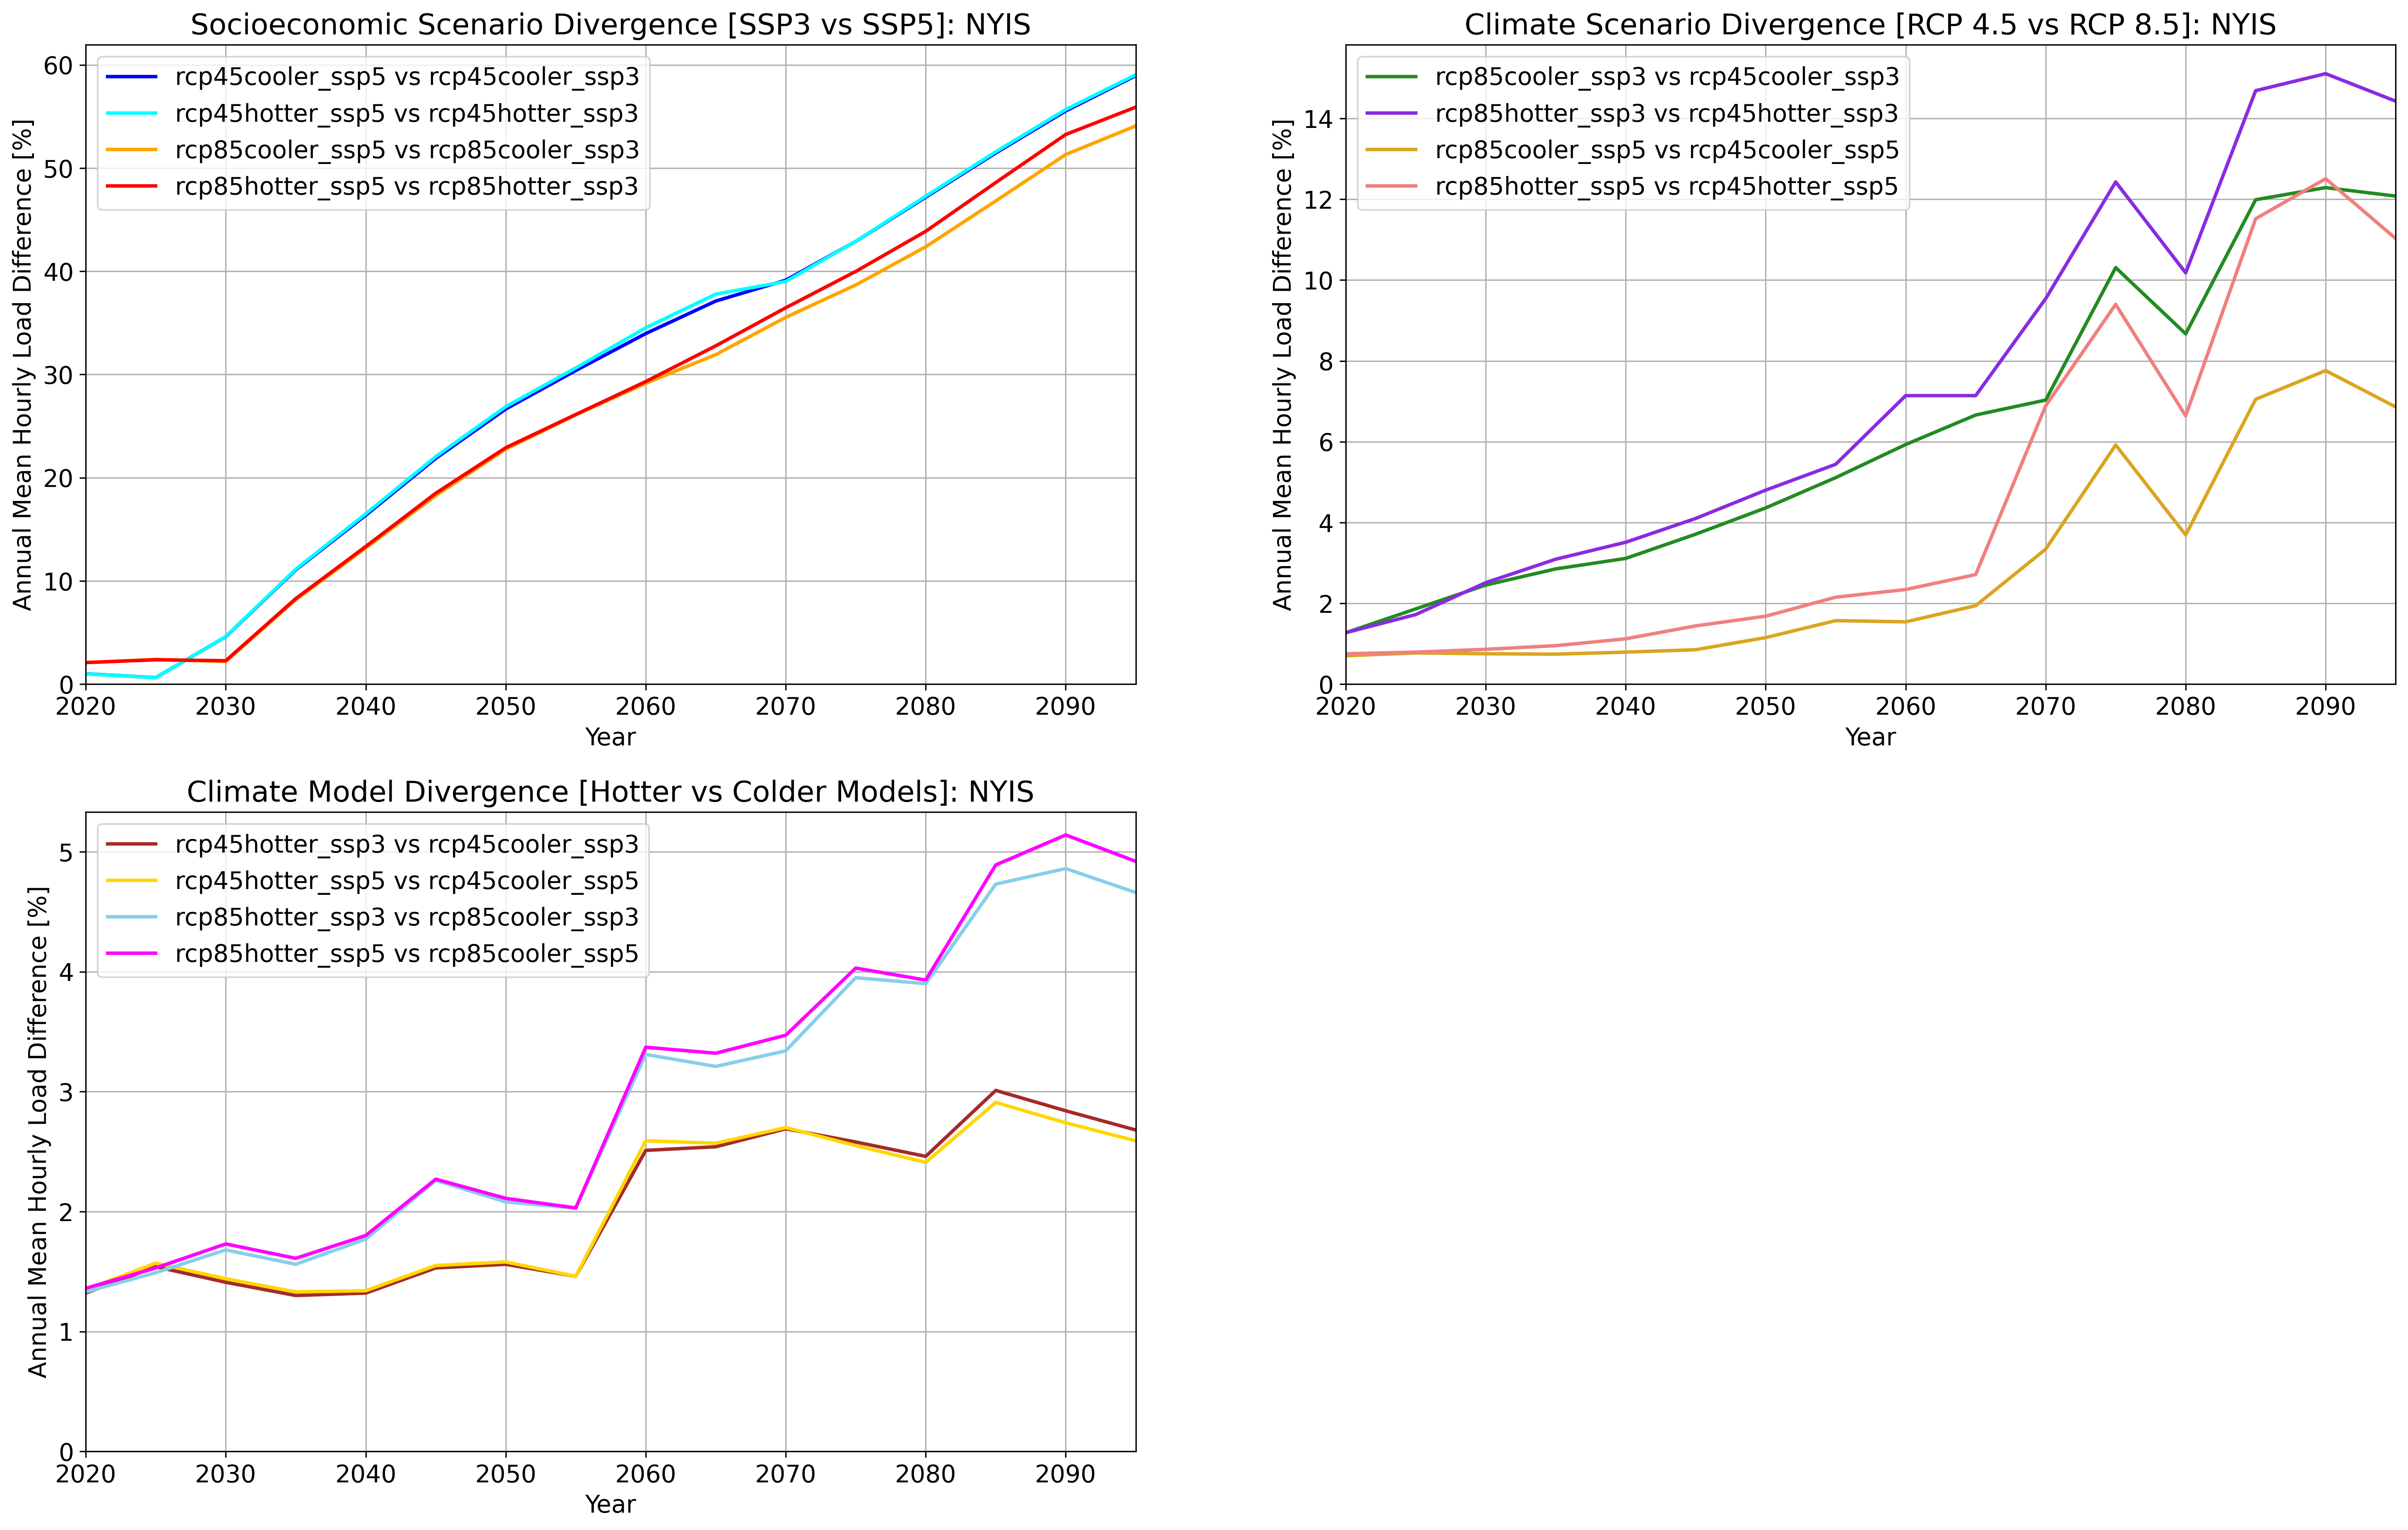 Socioeconomic Scenario Divergence [SSP3 vs SSP5]: NYIS
Annual Mean Hourly Load Difference [%]
60
50
40
30
20
10
0
rcp45cooler_ssp5 vs rcp45cooler_ssp3
rcp45hotter_ssp5 vs rcp45hotter_ssp3
rcp85cooler_ssp5 vs rcp85cooler_ssp3
rcp85hotter_ssp5 vs rcp85hotter_ssp3
2020 2030 2040 2050 2060 2070 2080 2090
Year
Climate Scenario Divergence [RCP 4.5 vs RCP 8.5]: NYIS
Annual Mean Hourly Load Difference [%]
14
12
10
8
6
4
2
0
rcp85cooler_ssp3 vs rcp45cooler_ssp3
rcp85hotter_ssp3 vs rcp45hotter_ssp3
rcp85cooler_ssp5 vs rcp45cooler_ssp5
rcp85hotter_ssp5 vs rcp45hotter_ssp5
2020 2030 2040 2050 2060 2070 2080 2090
Year
Climate Model Divergence [Hotter vs Colder Models]: NYIS
Annual Mean Hourly Load Difference [%]
5
4
3
2
1
0
rcp45hotter_ssp3 vs rcp45cooler_ssp3
rcp45hotter_ssp5 vs rcp45cooler_ssp5
rcp85hotter_ssp3 vs rcp85cooler_ssp3
rcp85hotter_ssp5 vs rcp85cooler_ssp5
2020 2030 2040 2050 2060 2070 2080 2090
Year